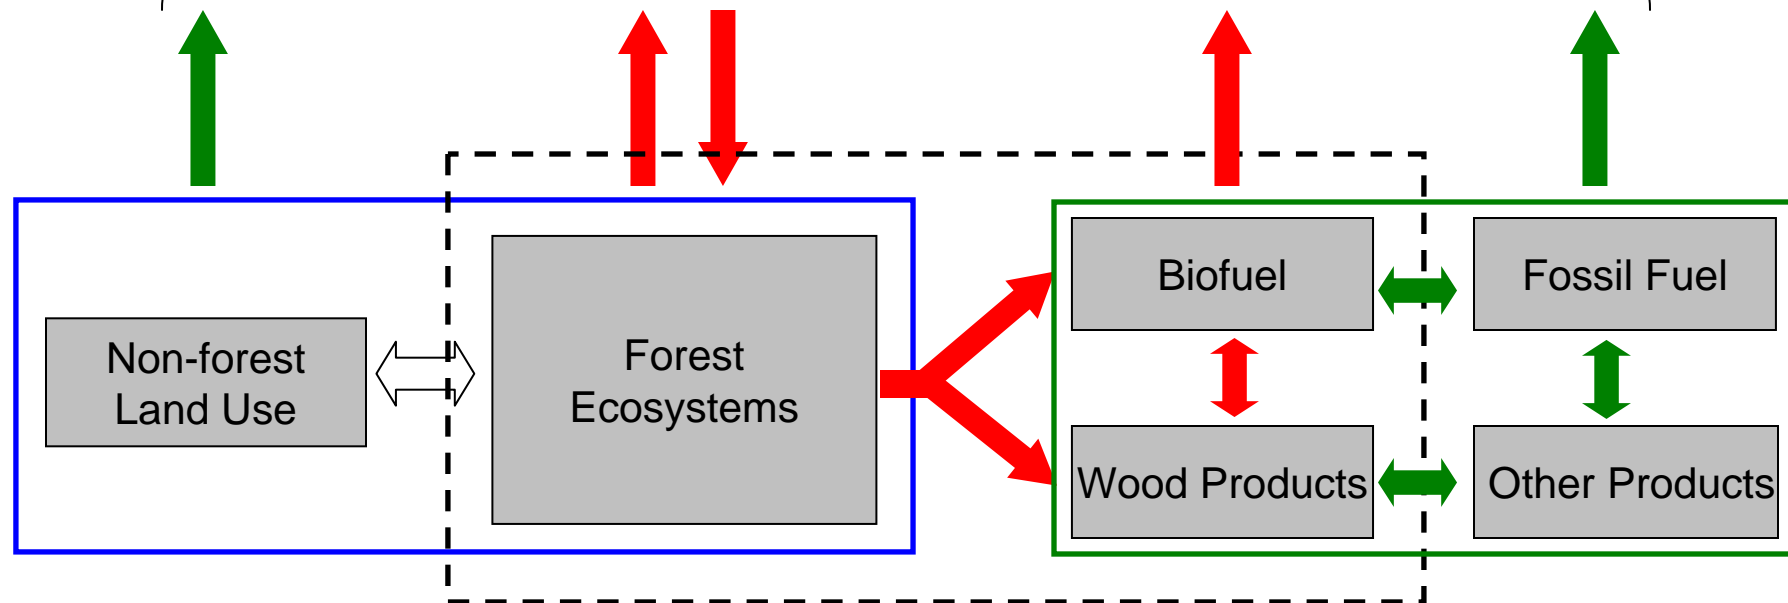 Non-forest
Land Use
Forest
Ecosystems
Biofuel
Fossil Fuel
Wood Products
Other Products